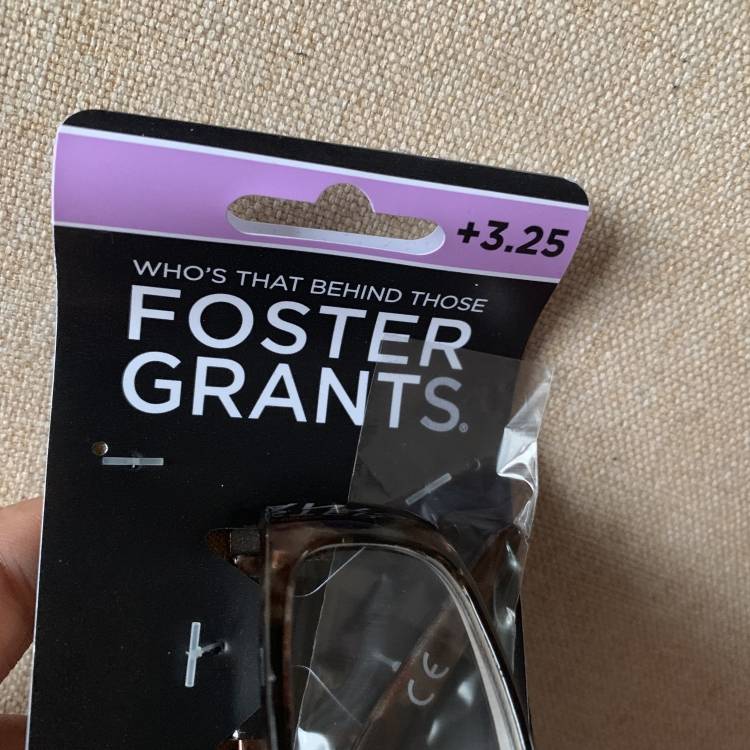 +3.25
WHO'S THAT BEHIND THOSE
FOSTER
GRANTS®
CE